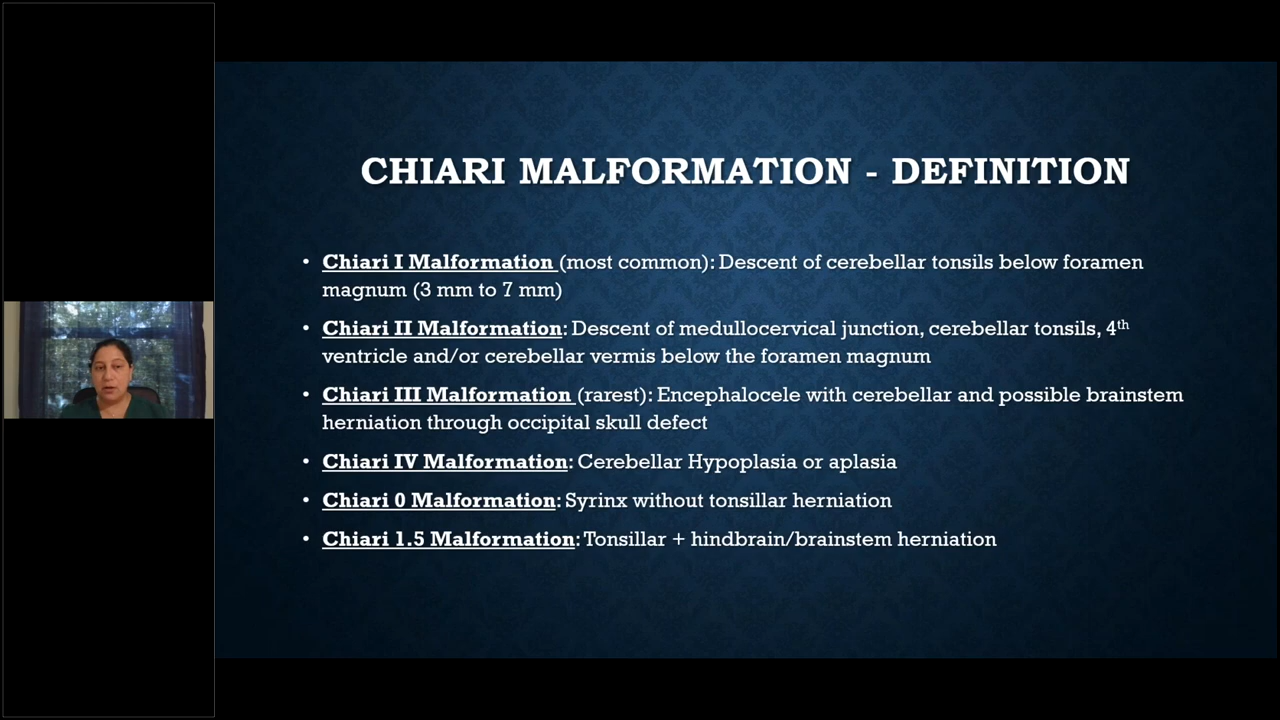 CHIARI MALFORMATION - DEFINITION
• Chiari I Malformation (most common): Descent of cerebellar tonsils below foramen
magnum (3 mm to 7 mm)
• Chiari II Malformation: Descent of medullocervical junction, cerebellar tonsils, 4th
ventricle and/or cerebellar vermis below the foramen magnum
• Chiari III Malformation (rarest): Encephalocele with cerebellar and possible brainstem
herniation through occipital skull defect
• Chiari IV Malformation: Cerebellar Hypoplasia or aplasia
• Chiari 0 Malformation: Syrinx without tonsillar herniation
• Chiari 1.5 Malformation: Tonsillar + hindbrain/brainstem herniation